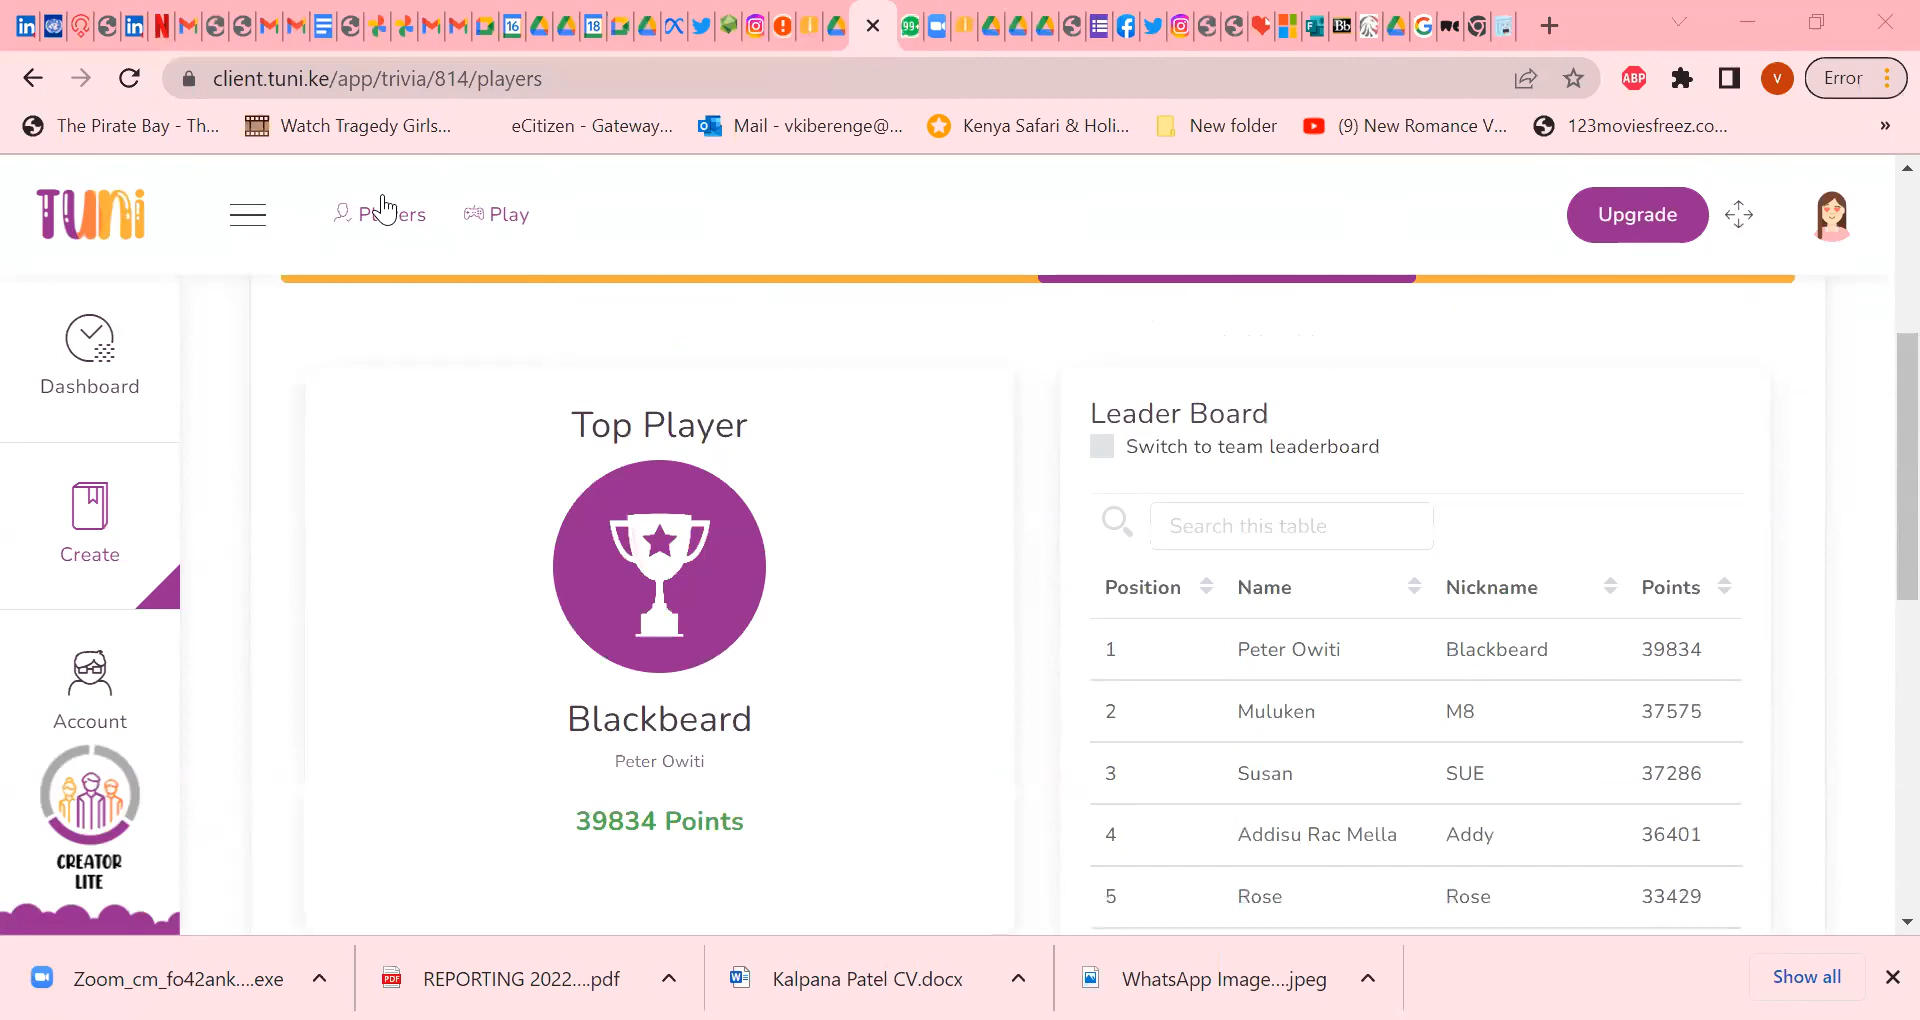 99+
Bb
client.tuni.ke/app/trivia/814/players
ABP
V
Error
The Pirate Bay - Th...
Watch Tragedy Girls...
eCitizen - Gateway...
Mail - vkiberenge@...
Kenya Safari & Holi...
New folder
(9) New Romance V...
123moviesfreez.co...
»
TUNI
Players
Play
Upgrade
Dashboard
Create
Account
CREATOR
LITE
Top Player
Blackbeard
Peter Owiti
39834 Points
Leader Board
Switch to team leaderboard
Search this table
Position Name Nickname Points
1 Peter Owiti Blackbeard 39834
2 Muluken M8 37575
3 Susan SUE 37286
4 Addisu Rac Mella Addy 36401
5 Rose Rose 33429
Zoom_cm_fo42ank....exe
REPORTING 2022....pdf
Kalpana Patel CV.docx
WhatsApp Image....jpeg
Show all